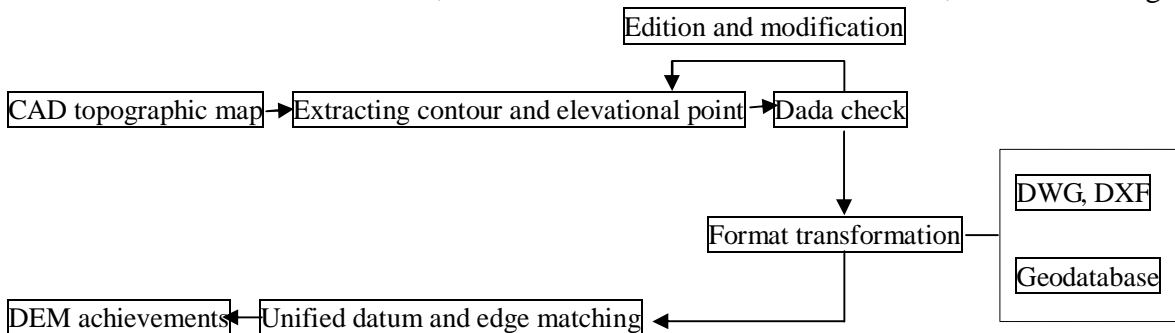 Edition and modification
CAD topographic map
Extracting contour and elevational point
Dada check
DWG, DXF
Format transformation
Geodatabase
DEM achievements
Unified datum and edge matching